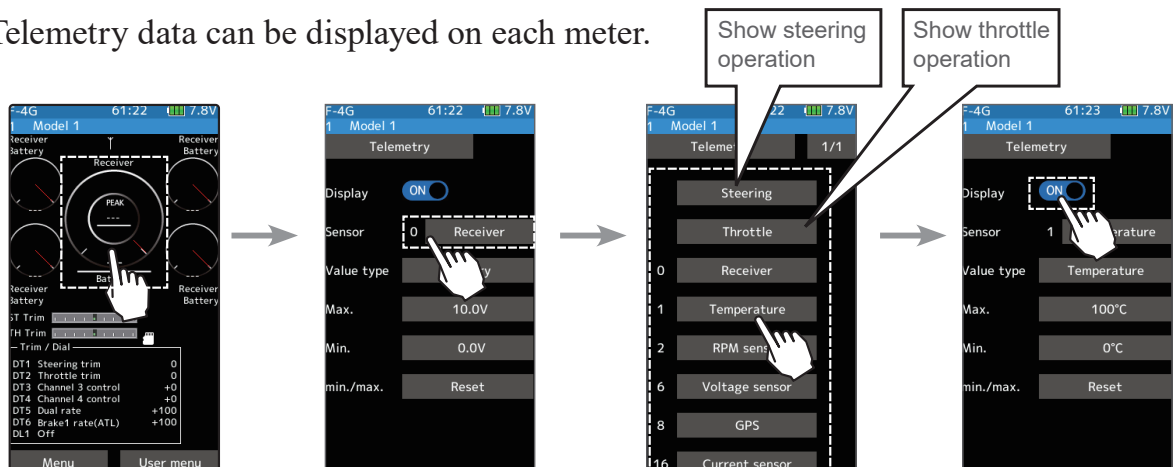 Telemetry data can be displayed on each meter.
Show steering
operation
Show throttle
operation
F-4G 61:22 7.8V
1 Model 1
Receiver
Battery
Receiver
Battery
Receiver
PEAK
---
Receiver
Battery
Receiver
Battery
ST Trim
TH Trim
Trim / Dial
DT1 Steering trim 0
DT2 Throttle trim 0
DT3 Channel 3 control +0
DT4 Channel 4 control +0
DT5 Dual rate +100
DT6 Brake1 rate(ATL) +100
DL1 Off
Menu User menu
F-4G 61:22 7.8V
1 Model 1
Telemetry
Display ON
Sensor 0 Receiver
Value type
Max. 10.0V
Min. 0.0V
min./max. Reset
F-4G 22 7.8V
1 Model 1
Teleme 1/1
Steering
Throttle
0 Receiver
1 Temperature
2 RPM sens
6 Voltage sensor
8 GPS
16 Current sensor
F-4G 61:23 7.8V
1 Model 1
Telemetry
Display ON
Sensor 1 erature
Value type Temperature
Max. 100°C
Min. 0°C
min./max. Reset